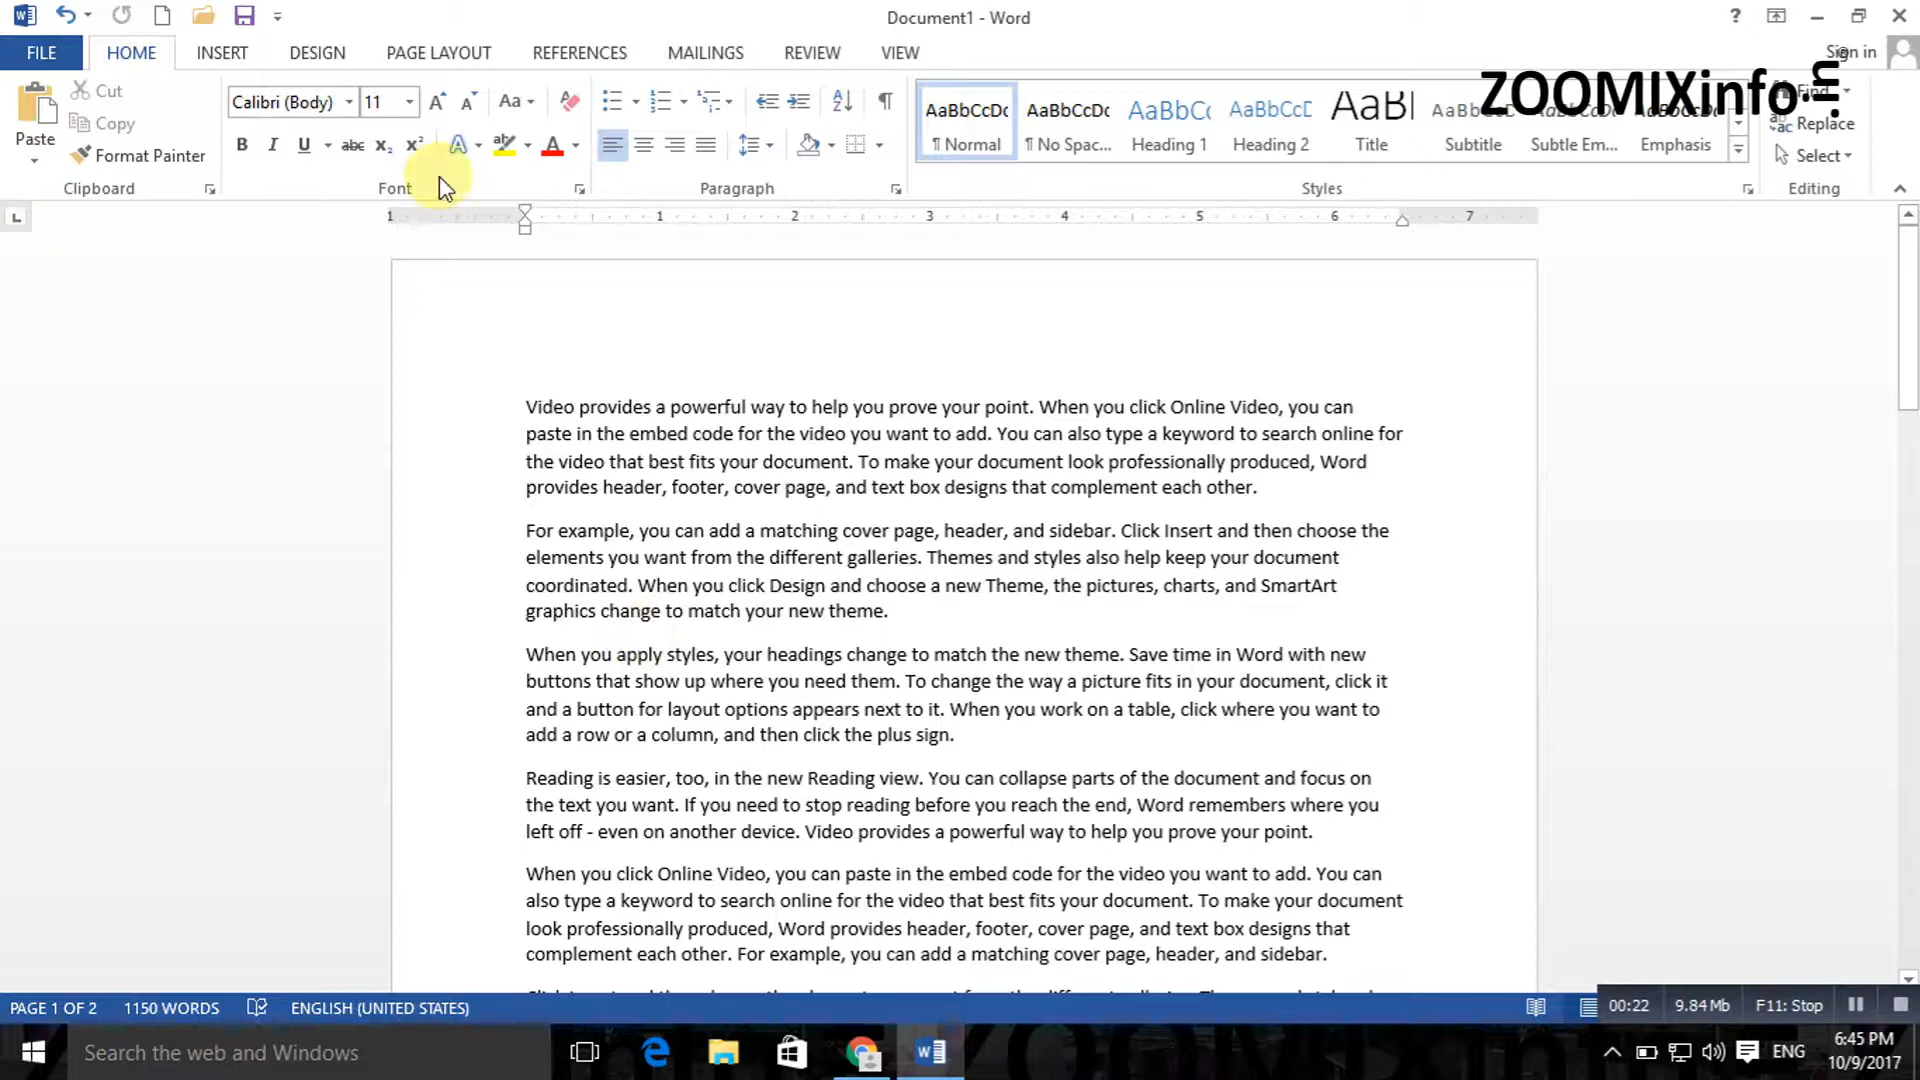 Document1 - Word
?
FILE
HOME
INSERT
DESIGN
PAGE LAYOUT
REFERENCES
MAILINGS
REVIEW
VIEW
Sign in
ZOOMIXinfo.in
Paste
Cut
Copy
Format Painter
Clipboard
Calibri (Body)
11
Aa
B I U abc X₂ X²
Font
Paragraph
AaBbCcDc
¶ Normal
AaBbCcDc
¶ No Spac...
AaBbCc
Heading 1
AaBbCcD
Heading 2
AaB
Title
Subtitle
Subtle Em...
Emphasis
Styles
Find
Replace
Select
Editing
1 1 2 3 4 5 6 7
Video provides a powerful way to help you prove your point. When you click Online Video, you can
paste in the embed code for the video you want to add. You can also type a keyword to search online for
the video that best fits your document. To make your document look professionally produced, Word
provides header, footer, cover page, and text box designs that complement each other.
For example, you can add a matching cover page, header, and sidebar. Click Insert and then choose the
elements you want from the different galleries. Themes and styles also help keep your document
coordinated. When you click Design and choose a new Theme, the pictures, charts, and SmartArt
graphics change to match your new theme.
When you apply styles, your headings change to match the new theme. Save time in Word with new
buttons that show up where you need them. To change the way a picture fits in your document, click it
and a button for layout options appears next to it. When you work on a table, click where you want to
add a row or a column, and then click the plus sign.
Reading is easier, too, in the new Reading view. You can collapse parts of the document and focus on
the text you want. If you need to stop reading before you reach the end, Word remembers where you
left off - even on another device. Video provides a powerful way to help you prove your point.
When you click Online Video, you can paste in the embed code for the video you want to add. You can
also type a keyword to search online for the video that best fits your document. To make your document
look professionally produced, Word provides header, footer, cover page, and text box designs that
complement each other. For example, you can add a matching cover page, header, and sidebar.
PAGE 1 OF 2
1150 WORDS
ENGLISH (UNITED STATES)
00:22
9.84 Mb
F11: Stop
Search the web and Windows
ENG
6:45 PM
10/9/2017